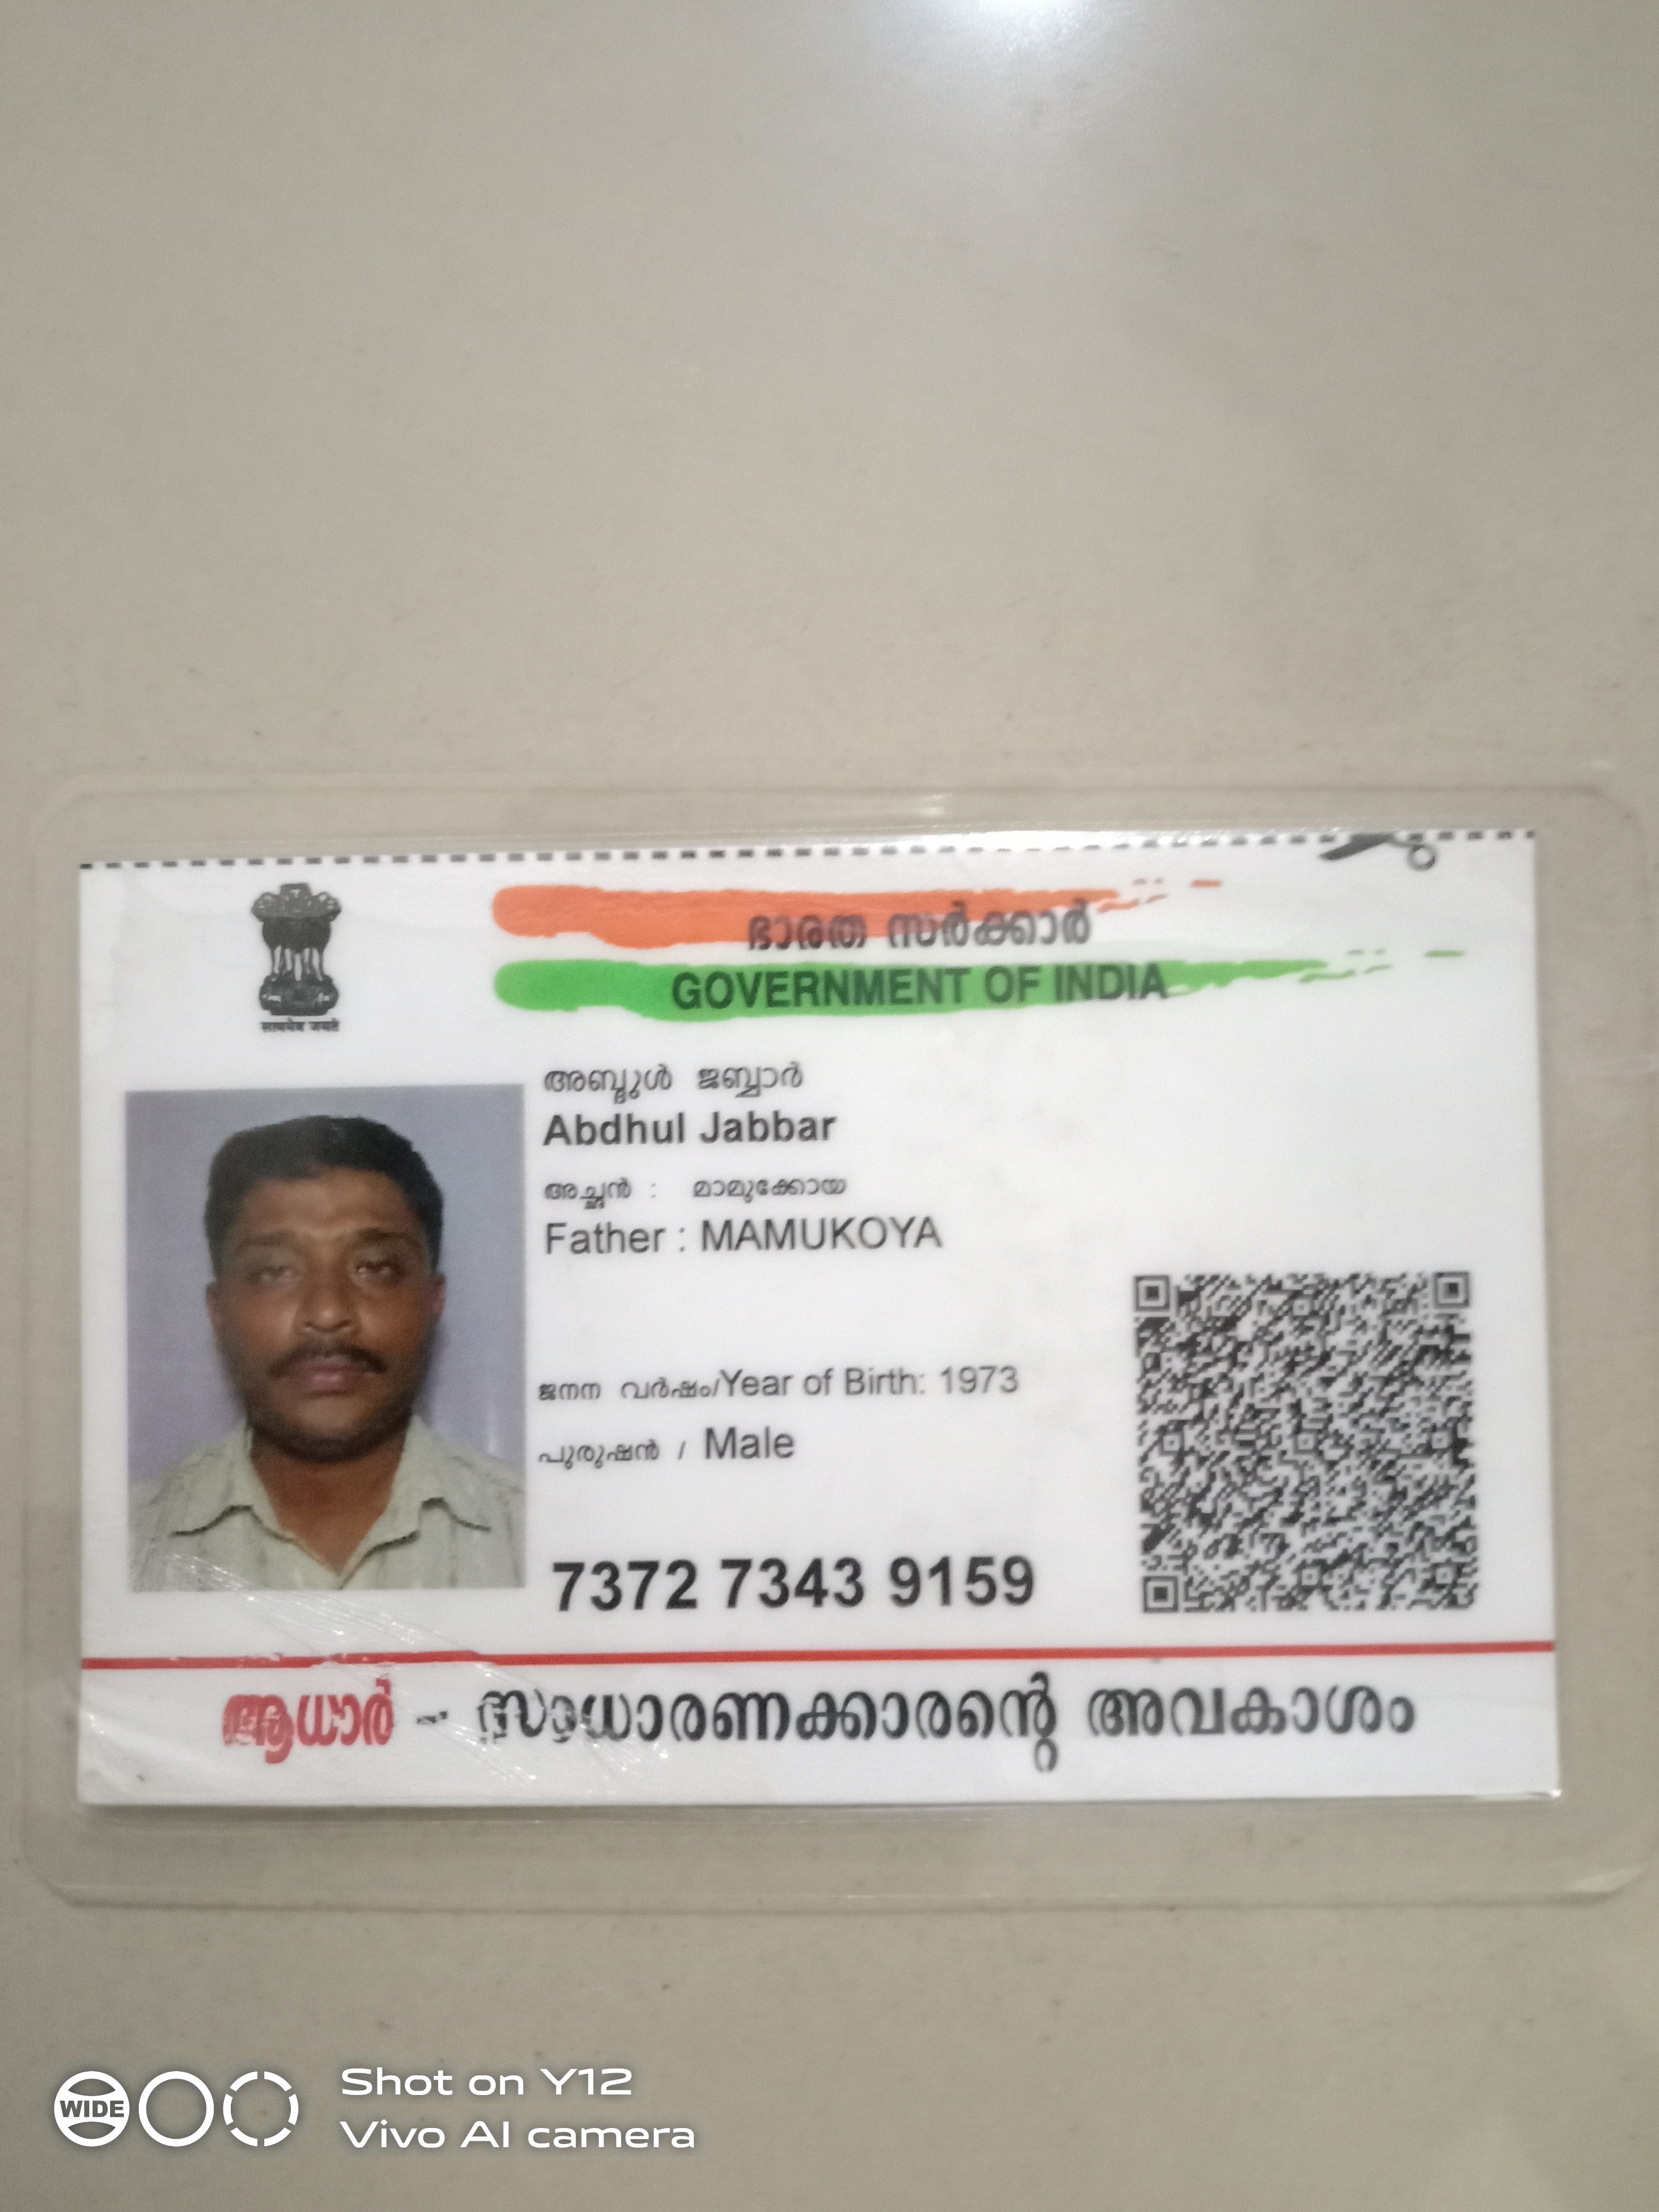 सत्यमेव जयते
ഭാരത സർക്കാർ
GOVERNMENT OF INDIA
അബ്ദുൾ ജബ്ബാർ
Abdhul Jabbar
അച്ഛൻ : മാമുക്കോയ
Father : MAMUKOYA
ജനന വർഷം/Year of Birth: 1973
പുരുഷൻ / Male
7372 7343 9159
ആധാർ - സാധാരണക്കാരന്റെ അവകാശം
WIDE
Shot on Y12
Vivo AI camera